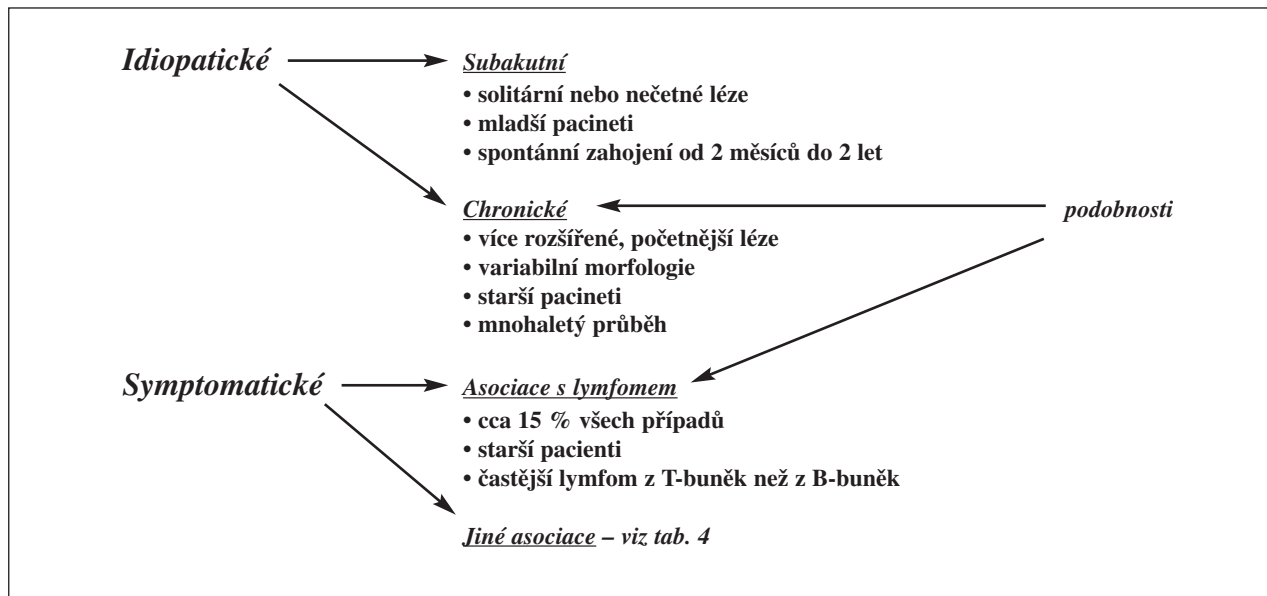 Idiopatické
Subakutní
• solitární nebo nečetné léze
• mladší pacineti
• spontánní zahojení od 2 měsíců do 2 let
Chronické
podobnosti
• více rozšířené, početnější léze
• variabilní morfologie
• starší pacineti
• mnohaletý průběh
Symptomatické
Asociace s lymfomem
• cca 15 % všech případů
• starší pacienti
• častější lymfom z T-buněk než z B-buněk
Jiné asociace – viz tab. 4